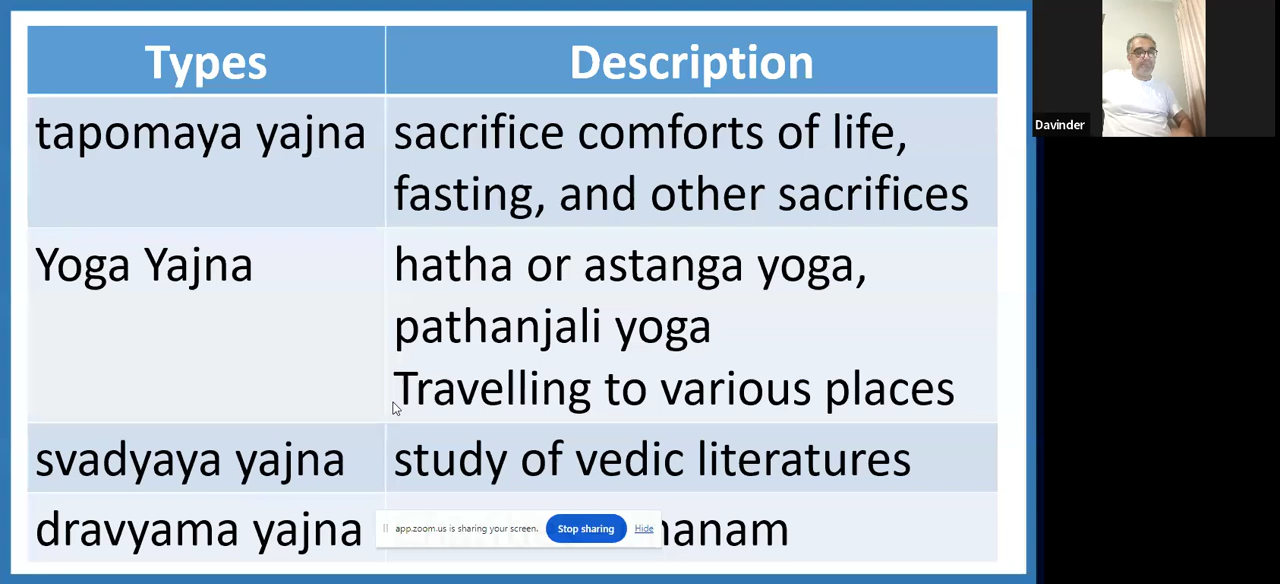 Types Description
tapomaya yajna sacrifice comforts of life,
fasting, and other sacrifices
Yoga Yajna hatha or astanga yoga,
pathanjali yoga
Travelling to various places
svadyaya yajna study of vedic literatures
dravyama yajna
app.zoom.us is sharing your screen. Stop sharing Hide
Davinder